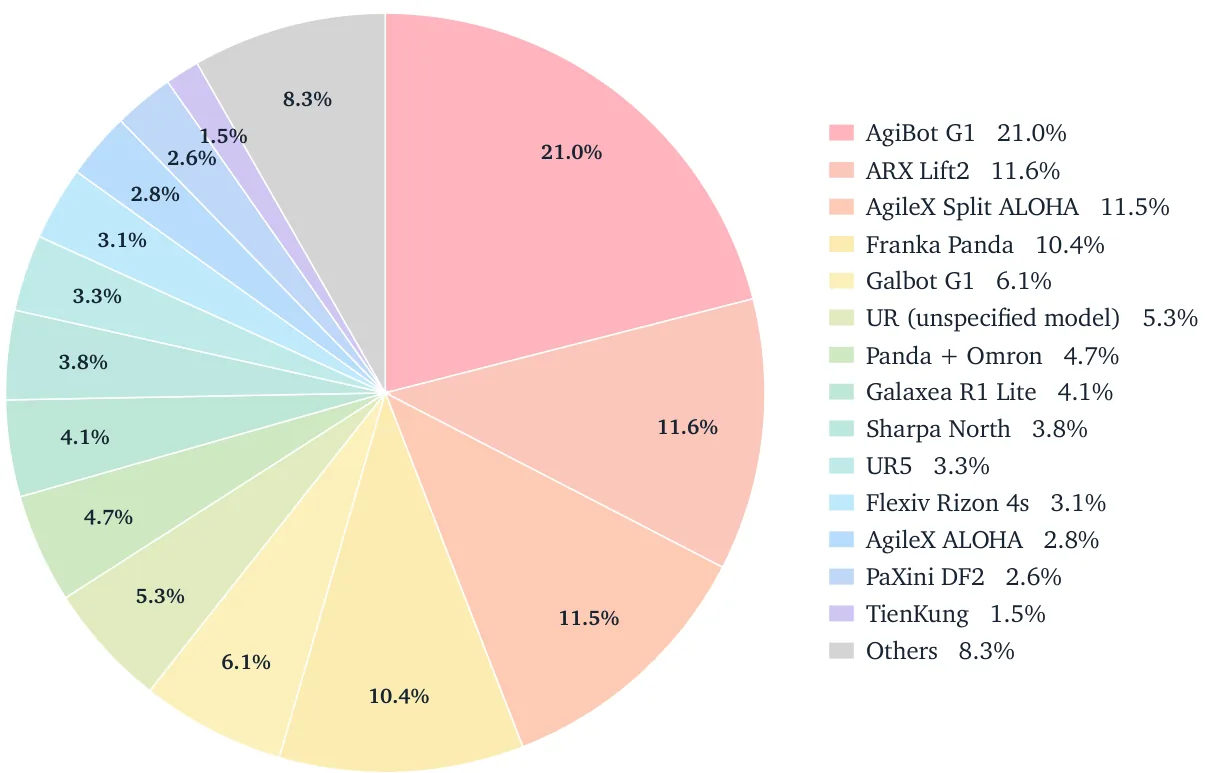 8.3%
21.0%
1.5%
2.6%
2.8%
3.1%
3.3%
3.8%
11.6%
4.1%
4.7%
5.3%
11.5%
6.1%
10.4%
AgiBot G1 21.0%
ARX Lift2 11.6%
AgileX Split ALOHA 11.5%
Franka Panda 10.4%
Galbot G1 6.1%
UR (unspecified model) 5.3%
Panda + Omron 4.7%
Galaxea R1 Lite 4.1%
Sharpa North 3.8%
UR5 3.3%
Flexiv Rizon 4s 3.1%
AgileX ALOHA 2.8%
PaXini DF2 2.6%
TienKung 1.5%
Others 8.3%